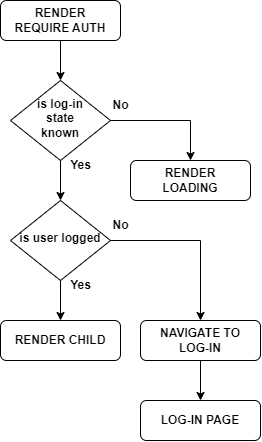 RENDER
REQUIRE AUTH
is log-in
state
known
No
Yes
RENDER
LOADING
is user logged
No
Yes
RENDER CHILD
NAVIGATE TO
LOG-IN
LOG-IN PAGE